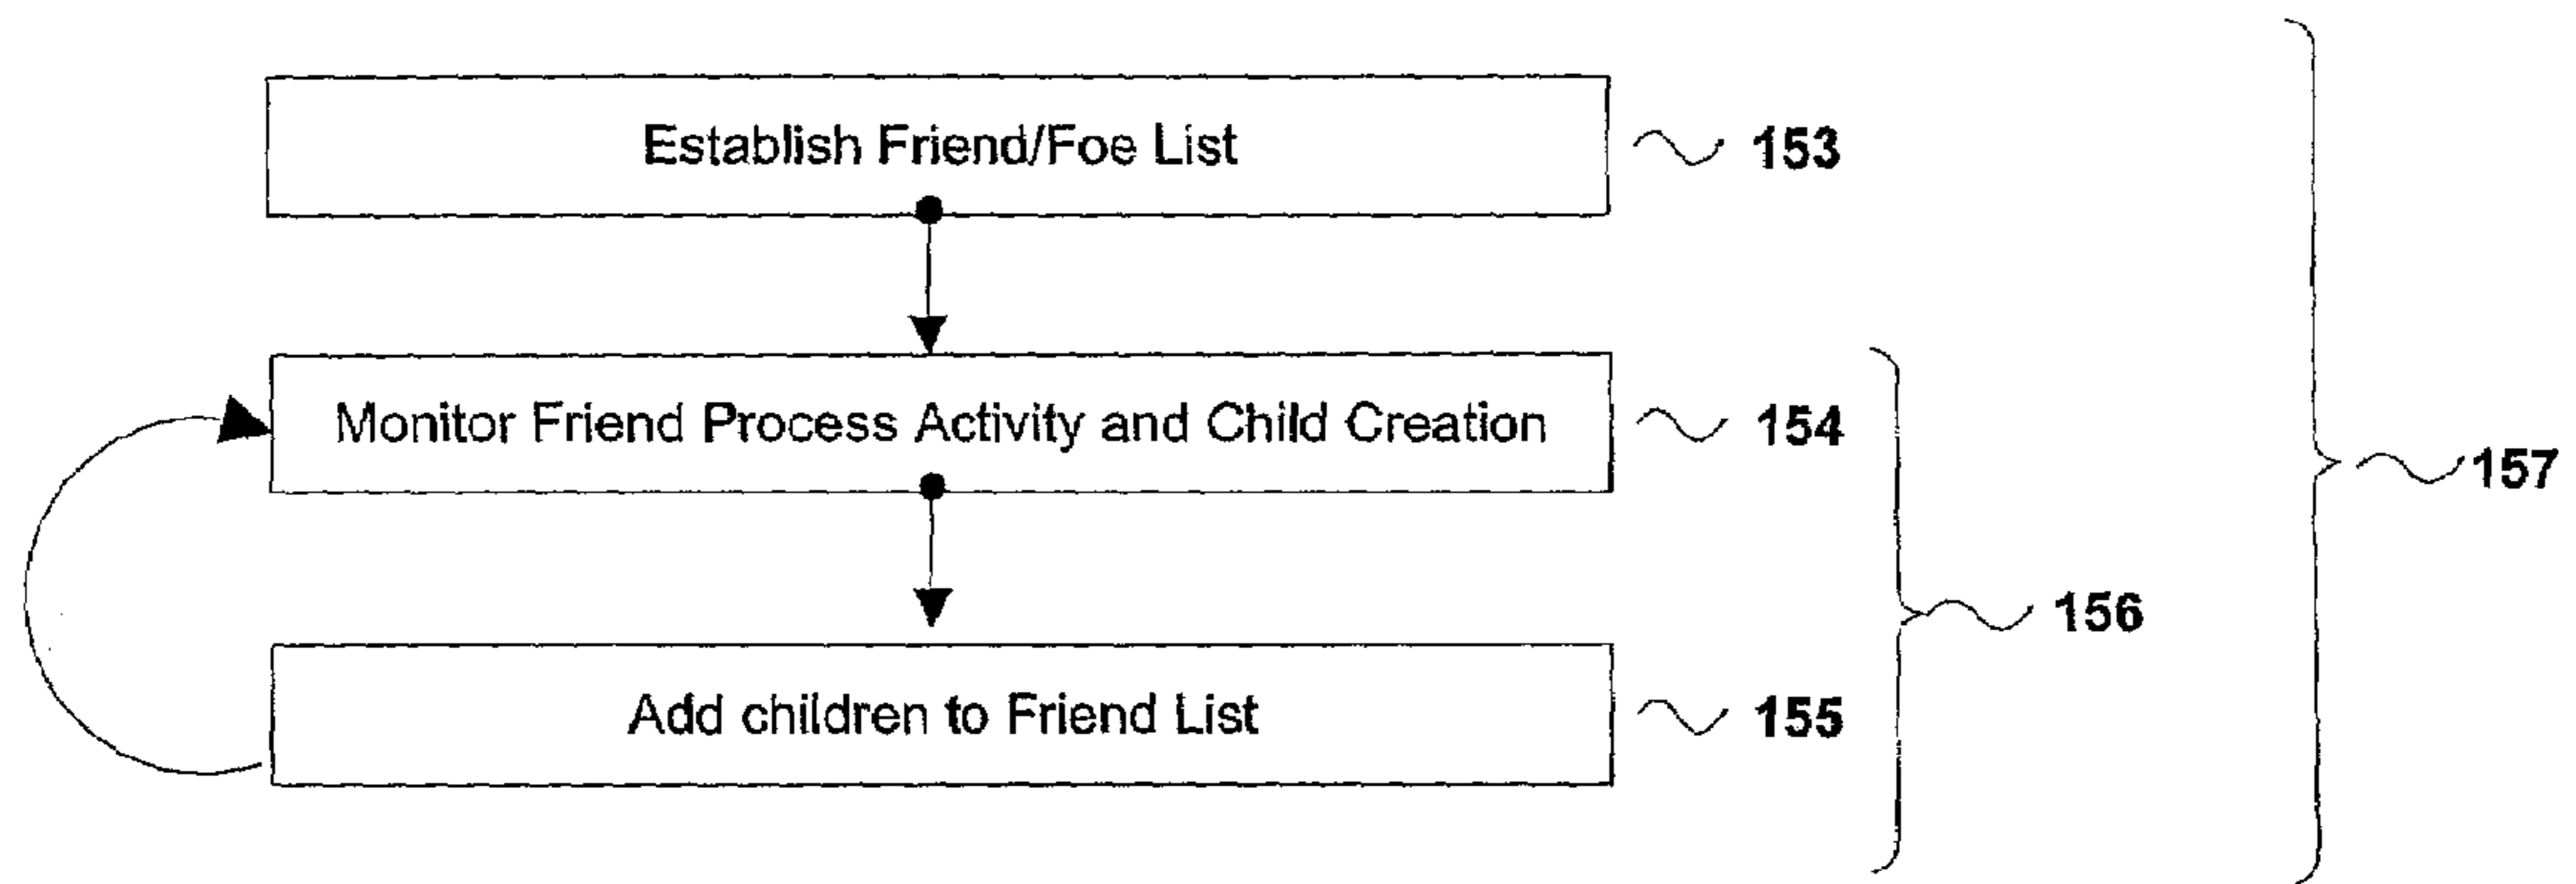 Establish Friend/Foe List 153
Monitor Friend Process Activity and Child Creation 154
157
156
Add children to Friend List 155